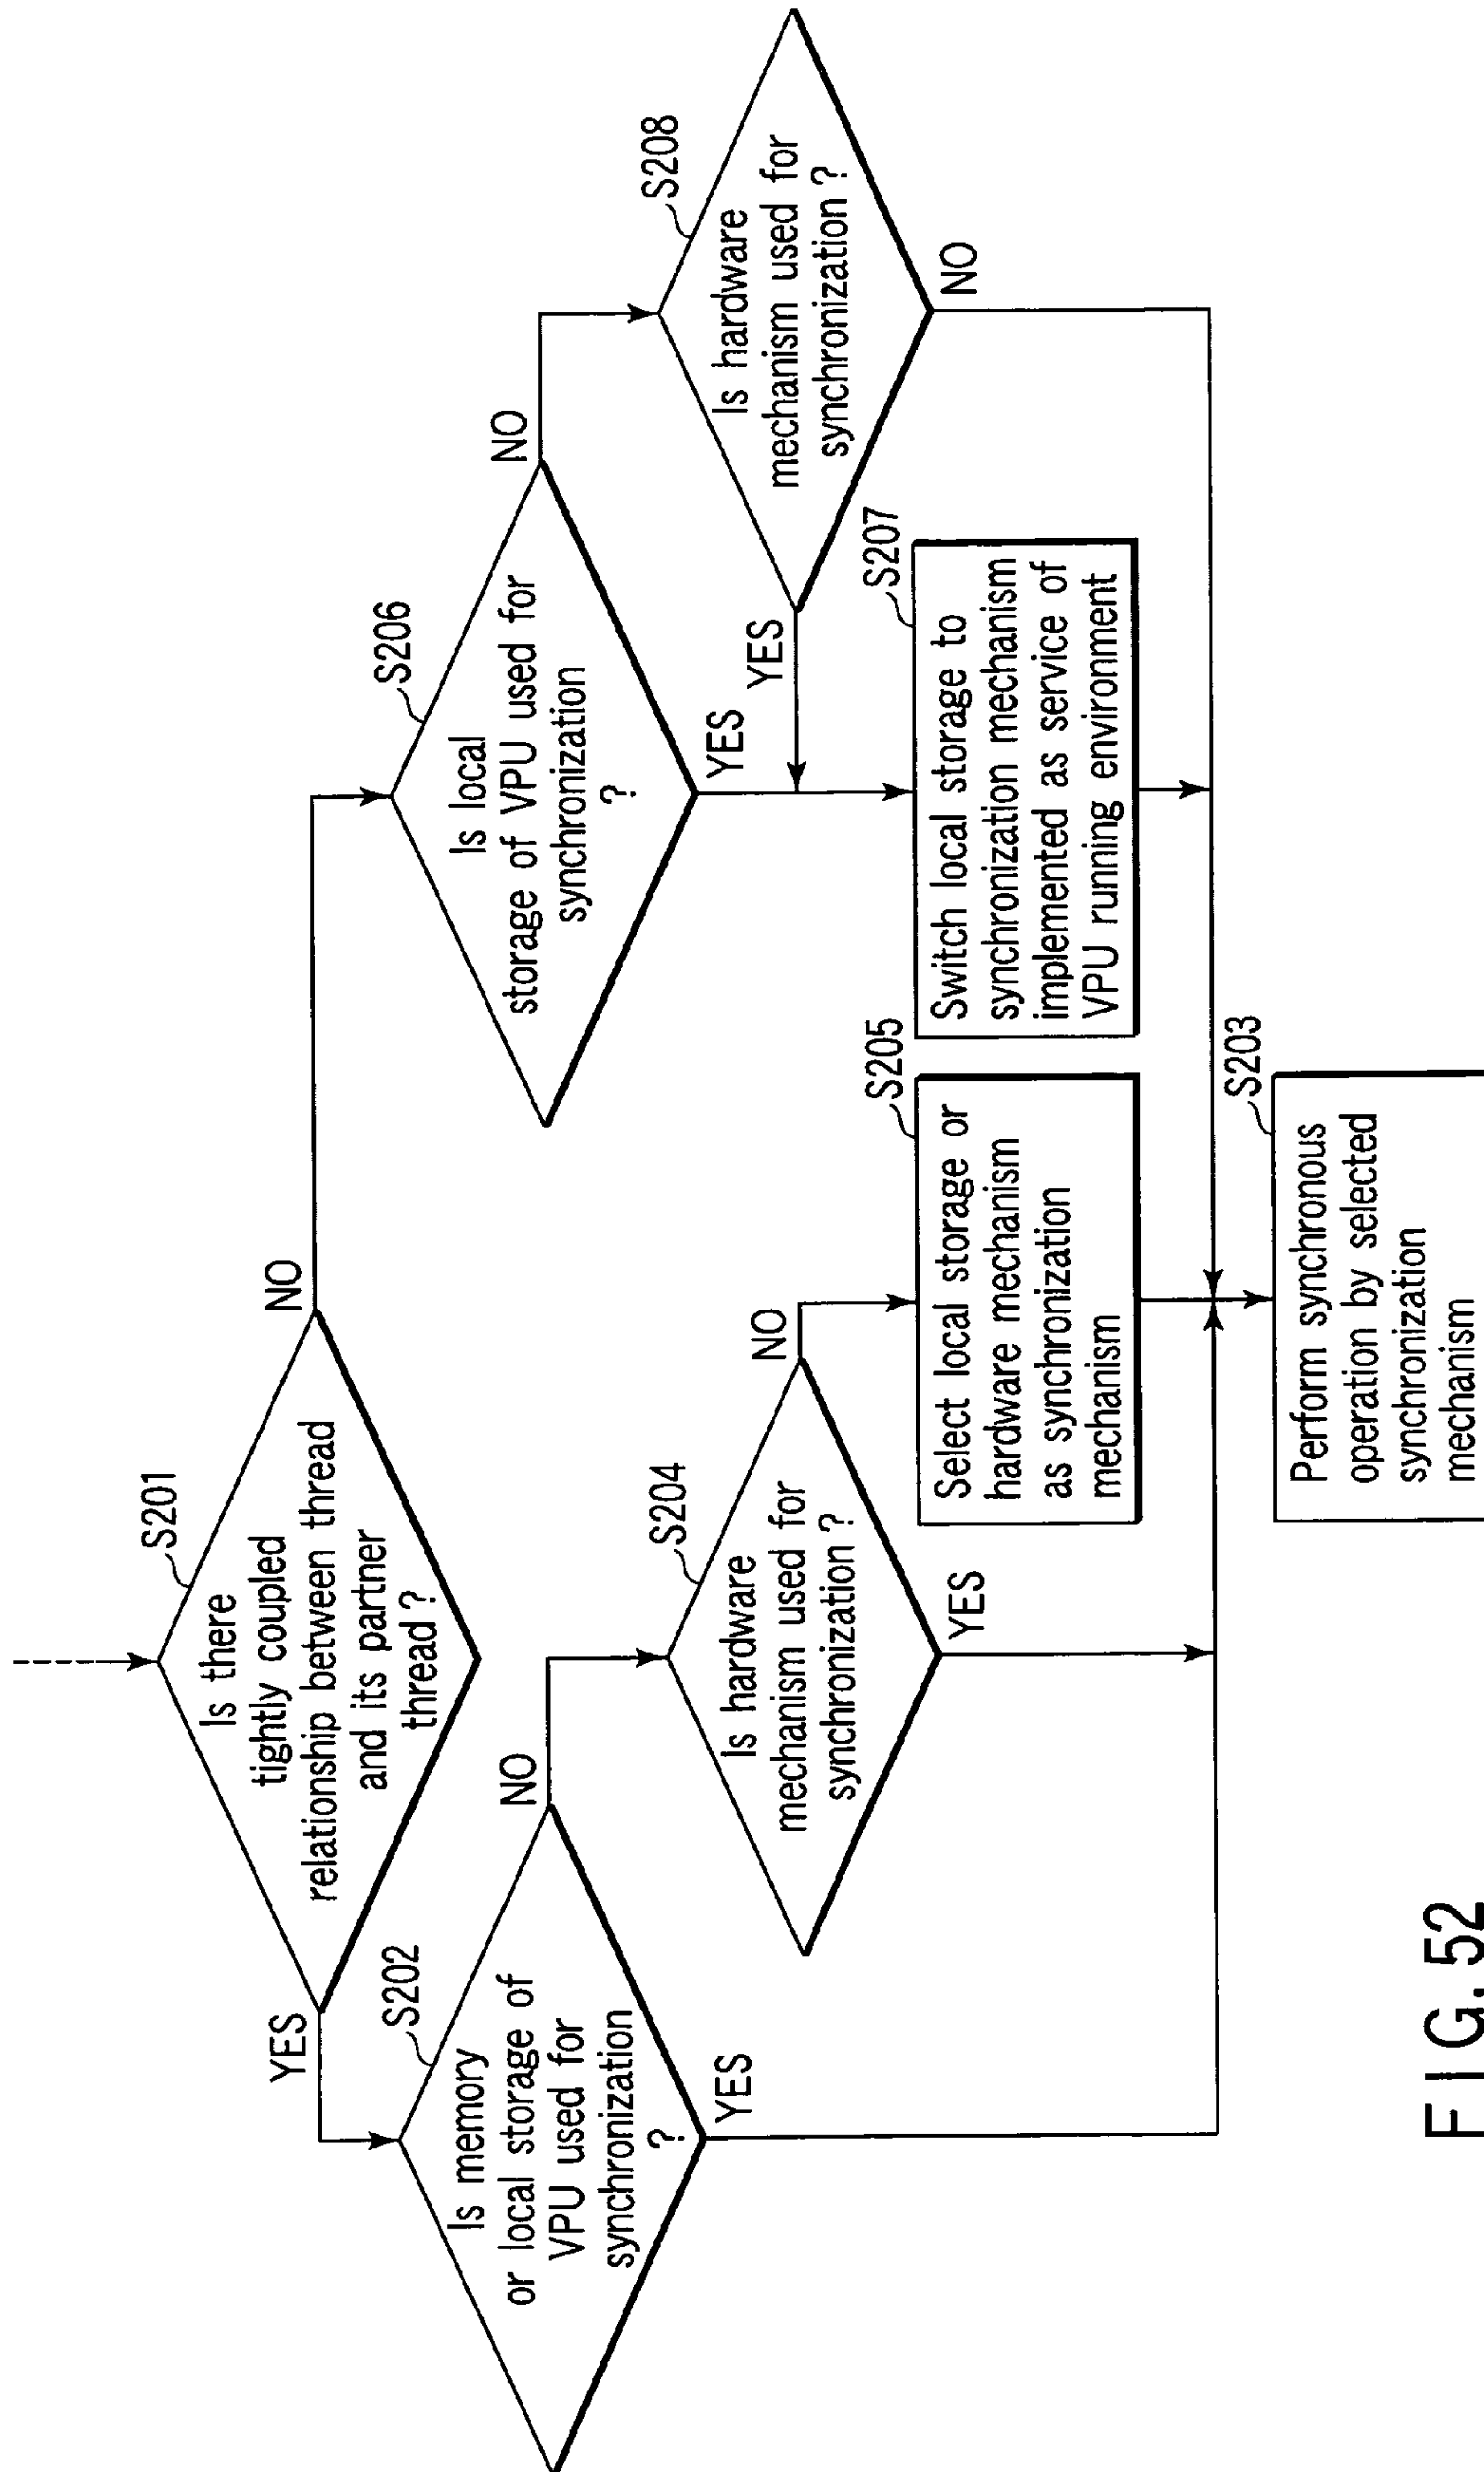 S201
Is there
tightly coupled
relationship between thread
and its partner
thread ?
YES
NO
S202
Is memory
or local storage of
VPU used for
synchronization
?
NO
YES
S204
Is hardware
mechanism used for
synchronization ?
NO
YES
S205
Select local storage or
hardware mechanism
as synchronization
mechanism
S206
Is local
storage of VPU used for
synchronization
?
NO
YES
S208
Is hardware
mechanism used for
synchronization ?
YES
NO
S207
Switch local storage to
synchronization mechanism
implemented as service of
VPU running environment
S203
Perform synchronous
operation by selected
synchronization
mechanism
FIG. 52